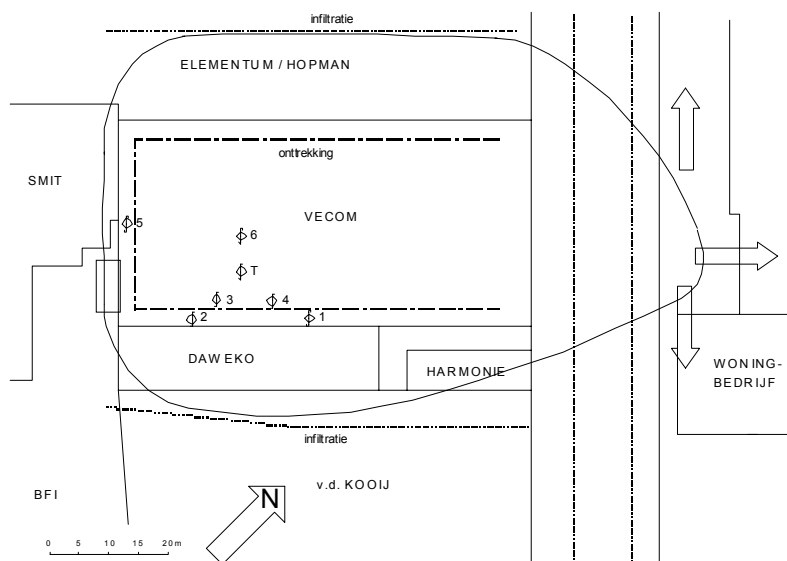 infiltratie
ELEMENTUM / HOPMAN
onttrekking
SMIT
VECOM
5
6
T
3
4
2
1
DAWEKO
HARMONIE
WONING-
BEDRIJF
infiltratie
v.d. KOOIJ
N
BFI
0 5 10 15 20 m